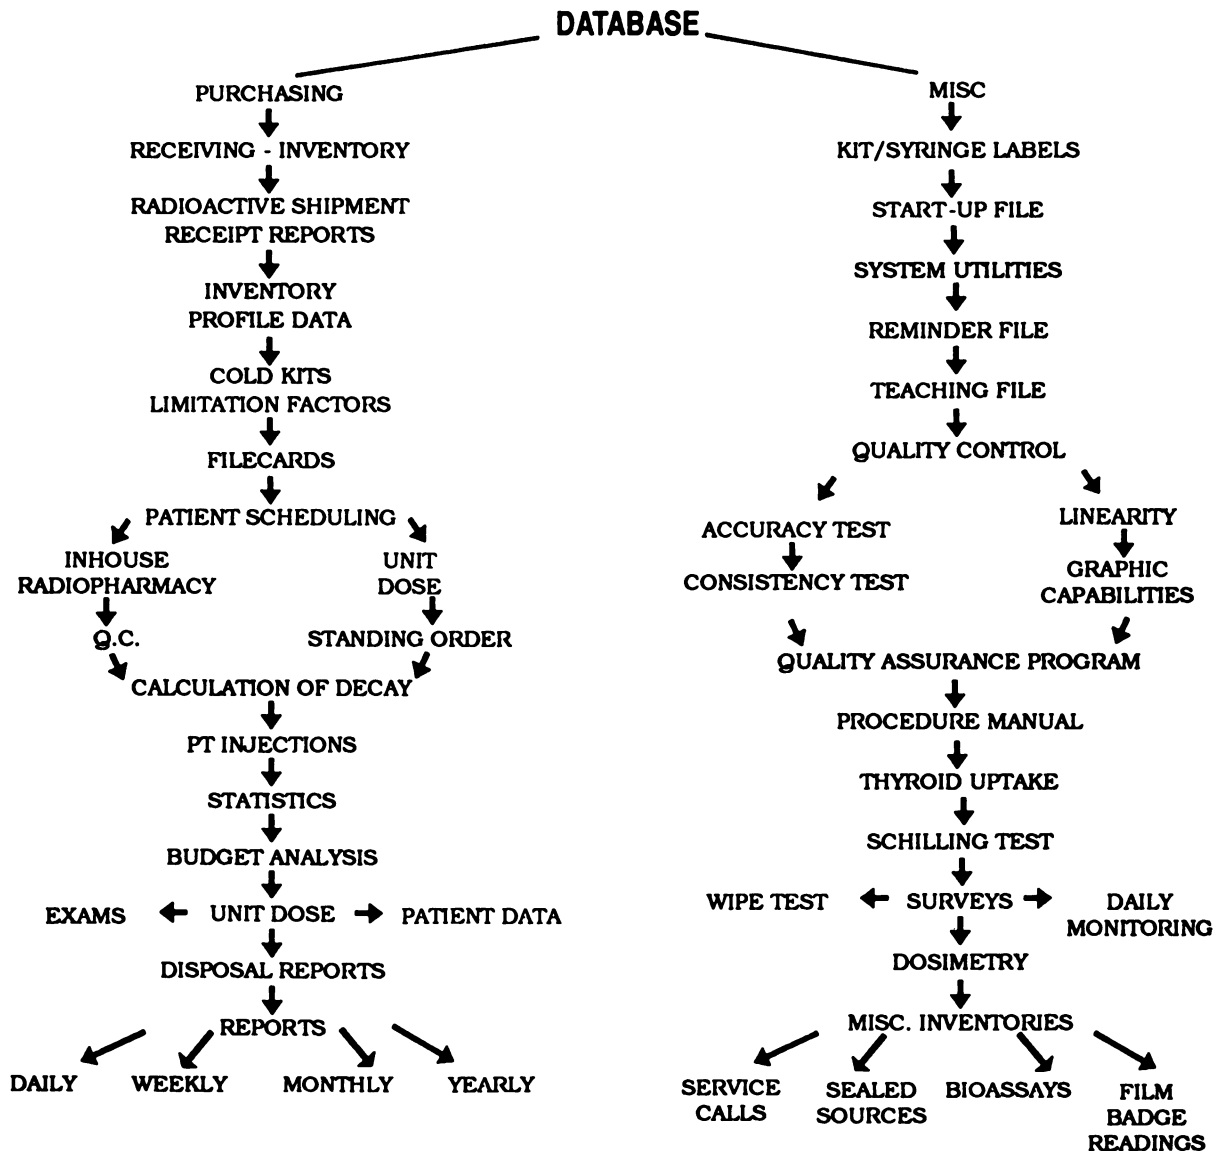 DATABASE
PURCHASING
RECEIVING - INVENTORY
RADIOACTIVE SHIPMENT
RECEIPT REPORTS
INVENTORY
PROFILE DATA
COLD KITS
LIMITATION FACTORS
FILECARDS
PATIENT SCHEDULING
INHOUSE
RADIOPHARMACY
UNIT
DOSE
Q.C.
STANDING ORDER
CALCULATION OF DECAY
PT INJECTIONS
STATISTICS
BUDGET ANALYSIS
EXAMS
UNIT DOSE
PATIENT DATA
DISPOSAL REPORTS
REPORTS
DAILY
WEEKLY
MONTHLY
YEARLY
MISC
KIT/SYRINGE LABELS
START-UP FILE
SYSTEM UTILITIES
REMINDER FILE
TEACHING FILE
QUALITY CONTROL
ACCURACY TEST
CONSISTENCY TEST
LINEARITY
GRAPHIC
CAPABILITIES
QUALITY ASSURANCE PROGRAM
PROCEDURE MANUAL
THYROID UPTAKE
SCHILLING TEST
WIPE TEST
SURVEYS
DAILY
MONITORING
DOSIMETRY
MISC. INVENTORIES
SERVICE
CALLS
SEALED
SOURCES
BIOASSAYS
FILM
BADGE
READINGS